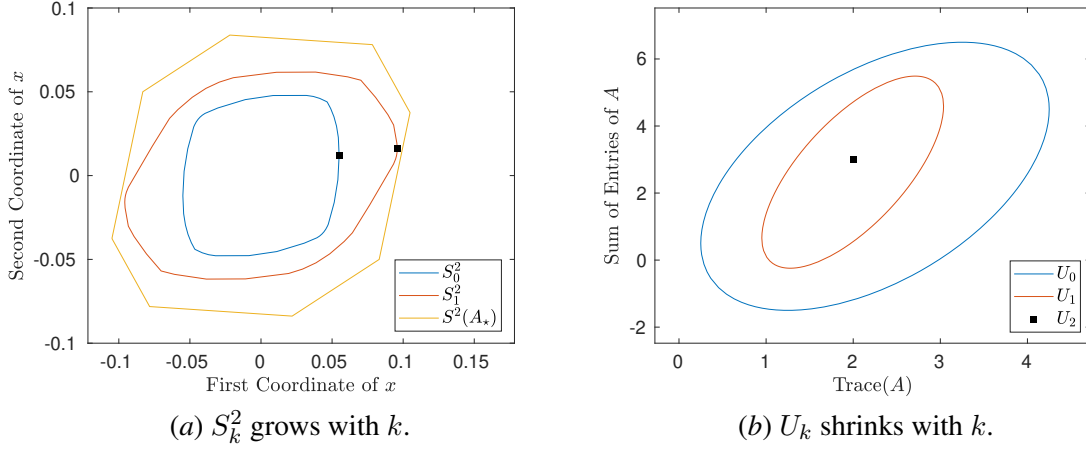 0.1
0.05
0
-0.05
-0.1
Second Coordinate of x
-0.1
-0.05
0
0.05
0.1
0.15
First Coordinate of x
S_0^2
S_1^2
S^2(A_⋆)
(a) S_k^2 grows with k.
6
4
2
0
-2
Sum of Entries of A
0
1
2
3
4
Trace(A)
U_0
U_1
U_2
(b) U_k shrinks with k.